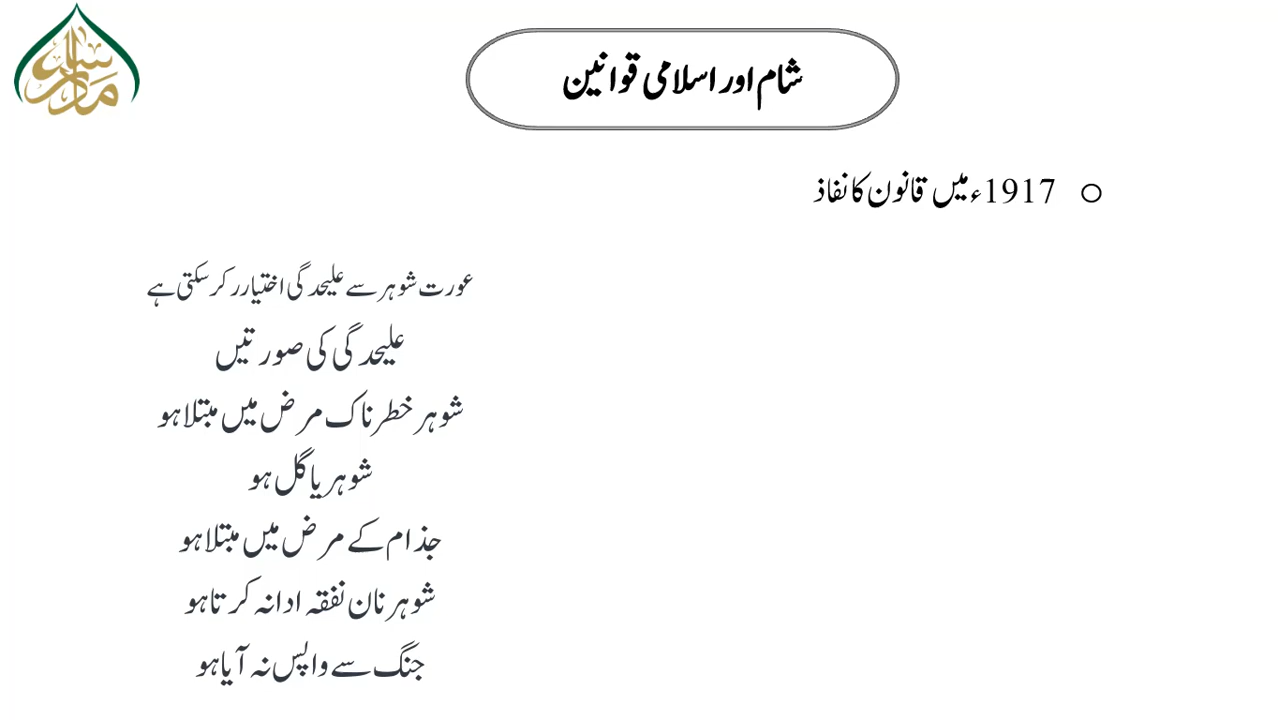 شام اور اسلامی قوانین
1917ء میں قانون کا نفاذ
عورت شوہر سے علیحدگی اختیارر کر سکتی ہے
علیحدگی کی صورتیں
شوہر خطرناک مرض میں مبتلا ہو
شوہر پاگل ہو
جذام کے مرض میں مبتلا ہو
شوہر نان نفقہ ادا نہ کرتا ہو
جنگ سے واپس نہ آیا ہو